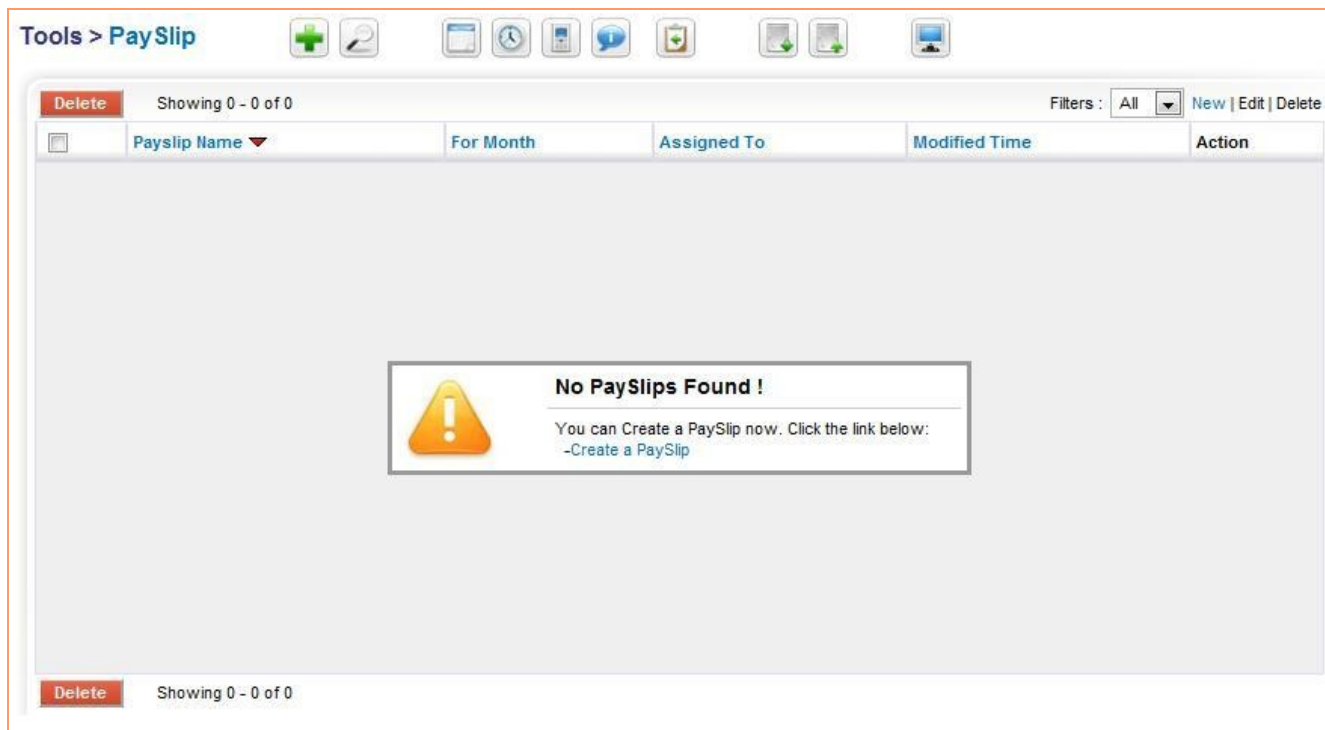 Tools > PaySlip
Delete Showing 0 - 0 of 0 Filters : All New | Edit | Delete
Payslip Name For Month Assigned To Modified Time Action
No PaySlips Found !
You can Create a PaySlip now. Click the link below:
-Create a PaySlip
Delete Showing 0 - 0 of 0